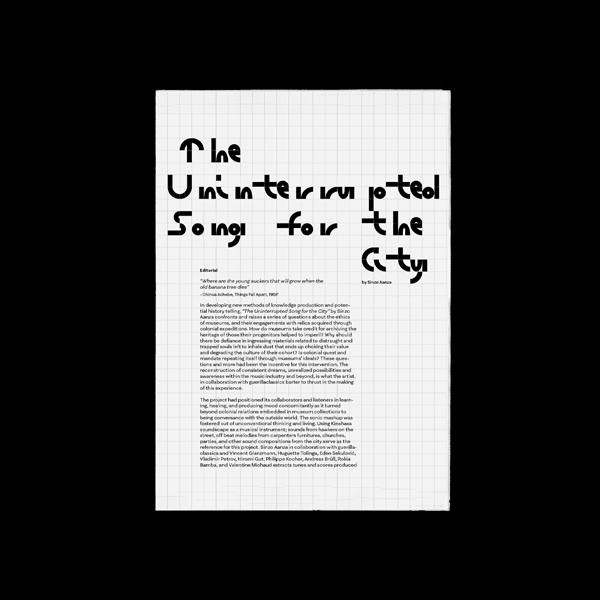 The
Uninterrupted
Song for the
City
Editorial
by Sinzo Aanza
"Where are the young suckers that will grow when the
old banana tree dies"
–Chinua Achebe, Things Fall Apart, 1958
In developing new methods of knowledge production and poten-
tial history telling, "The Uninterrupted Song for the City" by Sinzo
Aanza confronts and raises a series of questions about the ethics
of museums, and their engagements with relics acquired through
colonial expeditions. How do museums take credit for archiving the
heritage of those their progenitors helped to imperil? Why should
there be defiance in ingressing materials related to distraught and
trapped souls left to inhale dust that ends up choking their value
and degrading the culture of their cohort? Is colonial quest and
mandate repeating itself through museums' ideals? These ques-
tions and more had been the incentive for this intervention. The
reconstruction of consistent dreams, unrealized possibilities and
awareness within the music industry and beyond, is what the artist,
in collaboration with guerillaclassics barter to thrust in the making
of this experience.
The project had positioned its collaborators and listeners in learn-
ing, hearing, and producing mood concomitantly as it turned
beyond colonial relations embedded in museum collections to
being conversance with the outside world. The sonic mashup was
fostered out of unconventional thinking and living. Using Kinshasa
soundscape as a musical instrument; sounds from hawkers on the
street, off beat melodies from carpenters furnitures, churches,
parties, and other sound compositions from the city serve as the
reference for this project. Sinzo Aanza in collaboration with guerilla-
classics and Vincent Glanzmann, Huguette Tolinga, Eden Sekulović,
Vladimir Petrov, Hiromi Gut, Philippe Kocher, Andreas Brüll, Rokia
Bamba, and Valentine Michaud extracts tunes and scores produced